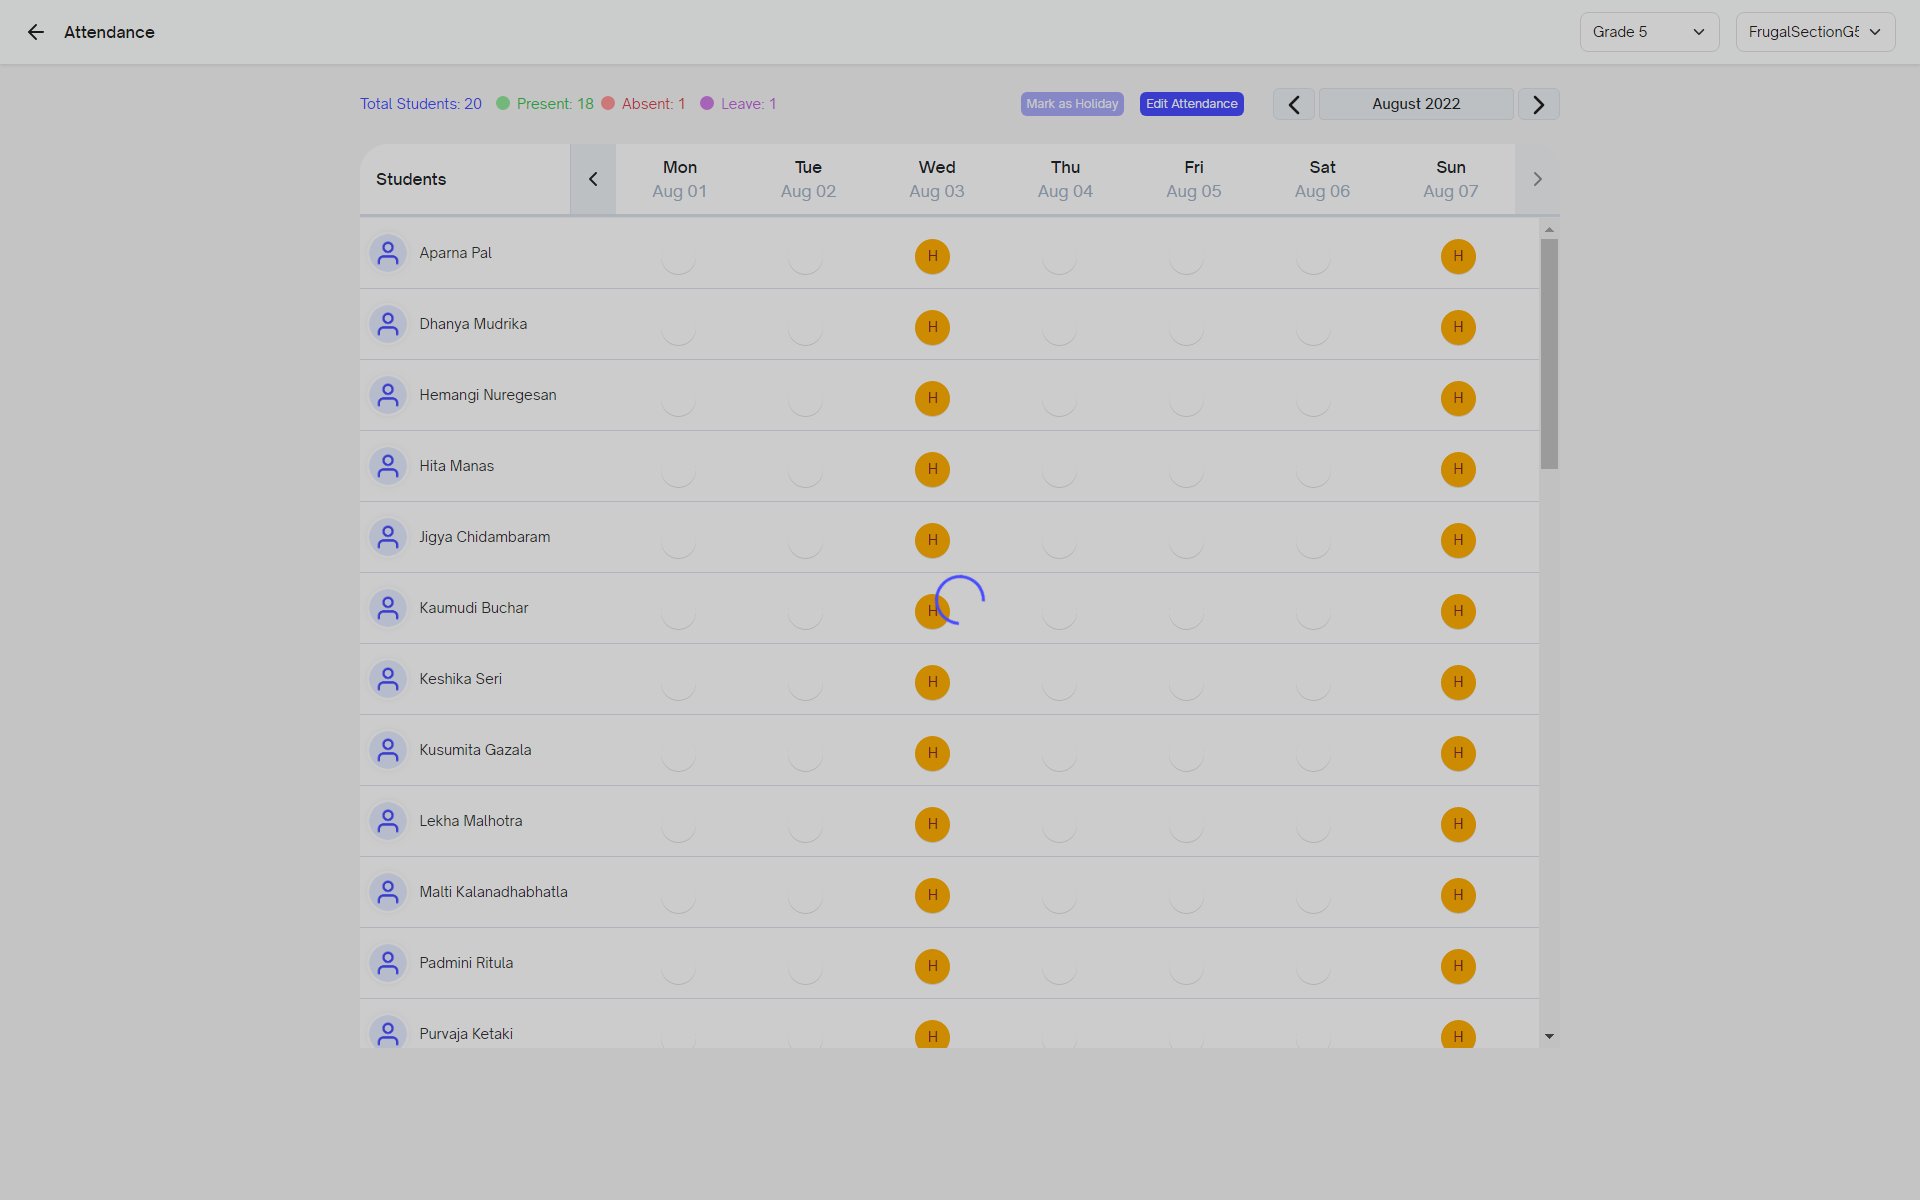 Attendance
Grade 5
FrugalSectionG5
Total Students: 20 Present: 18 Absent: 1 Leave: 1
Mark as Holiday
Edit Attendance
August 2022
Students
Mon Tue Wed Thu Fri Sat Sun
Aug 01 Aug 02 Aug 03 Aug 04 Aug 05 Aug 06 Aug 07
Aparna Pal H H
Dhanya Mudrika H H
Hemangi Nuregesan H H
Hita Manas H H
Jigya Chidambaram H H
Kaumudi Buchar H H
Keshika Seri H H
Kusumita Gazala H H
Lekha Malhotra H H
Malti Kalanadhabhatla H H
Padmini Ritula H H
Purvaja Ketaki H H